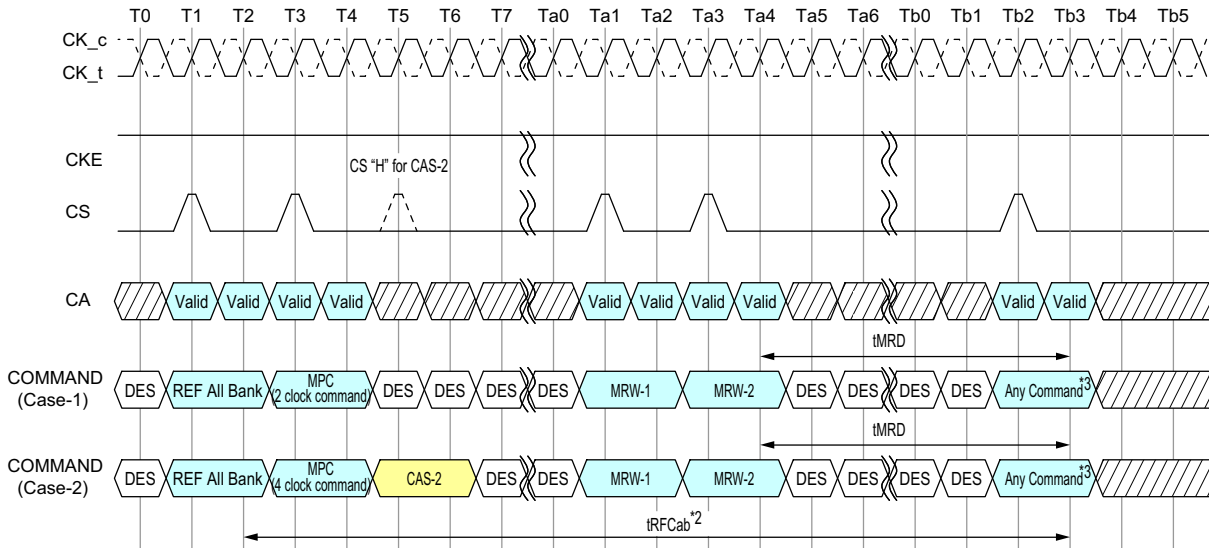 T0 T1 T2 T3 T4 T5 T6 T7 Ta0 Ta1 Ta2 Ta3 Ta4 Ta5 Ta6 Tb0 Tb1 Tb2 Tb3 Tb4 Tb5
CK_c
CK_t
CKE
CS “H” for CAS-2
CS
CA Valid Valid Valid Valid Valid Valid Valid Valid Valid Valid
tMRD
COMMAND
(Case-1)
DES REF All Bank MPC
(2 clock command) DES DES DES DES MRW-1 MRW-2 DES DES DES DES Any Command*3
tMRD
COMMAND
(Case-2)
DES REF All Bank MPC
(4 clock command) CAS-2 DES DES MRW-1 MRW-2 DES DES DES DES Any Command*3
tRFCab*2